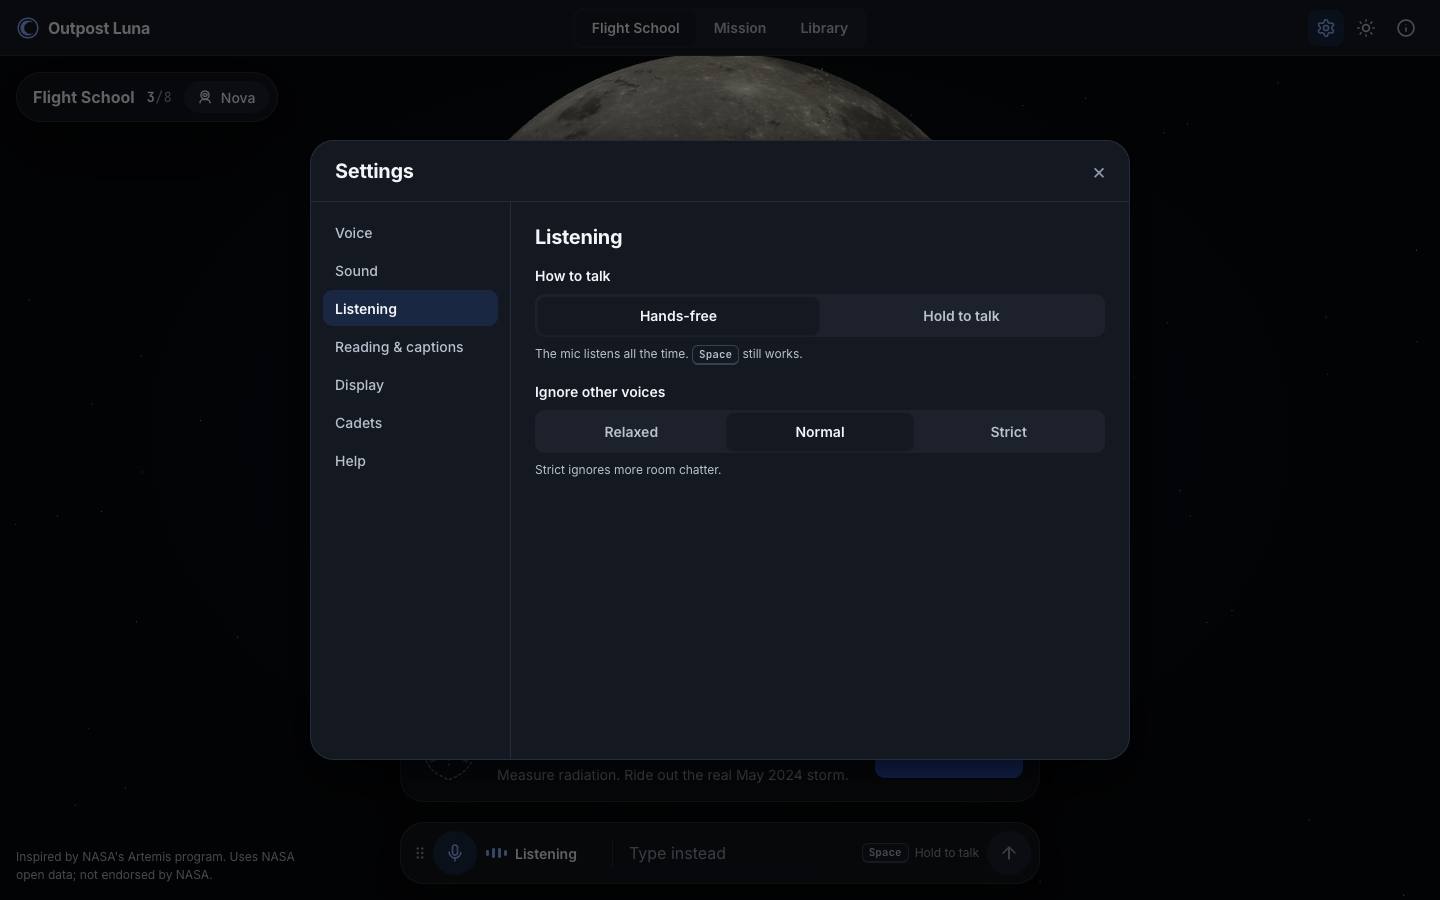 Outpost Luna
Flight School
Mission
Library
Flight School 3/8 Nova
Settings
Voice
Sound
Listening
Reading & captions
Display
Cadets
Help
Listening
How to talk
Hands-free
Hold to talk
The mic listens all the time. Space still works.
Ignore other voices
Relaxed
Normal
Strict
Strict ignores more room chatter.
Measure radiation. Ride out the real May 2024 storm.
Listening
Type instead
Space Hold to talk
Inspired by NASA's Artemis program. Uses NASA
open data; not endorsed by NASA.